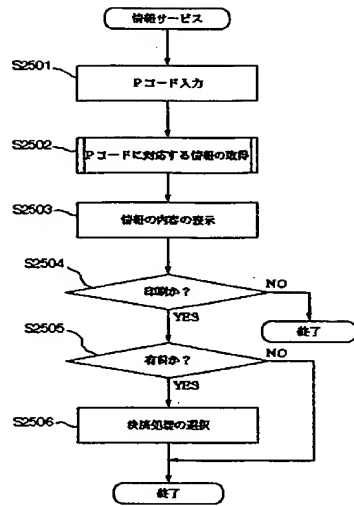 情報サービス
S2501
Pコード入力
S2502
Pコードに対応する情報の取得
S2503
情報の内容の表示
S2504
印刷か?
NO
YES
終了
S2505
有料か?
NO
YES
S2506
決済処理の選択
終了